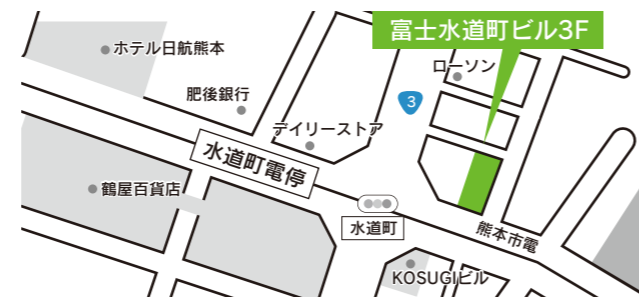 富士水道町ビル3F
ホテル日航熊本
ローソン
肥後銀行
3
デイリーストア
水道町電停
鶴屋百貨店
水道町
熊本市電
KOSUGIビル